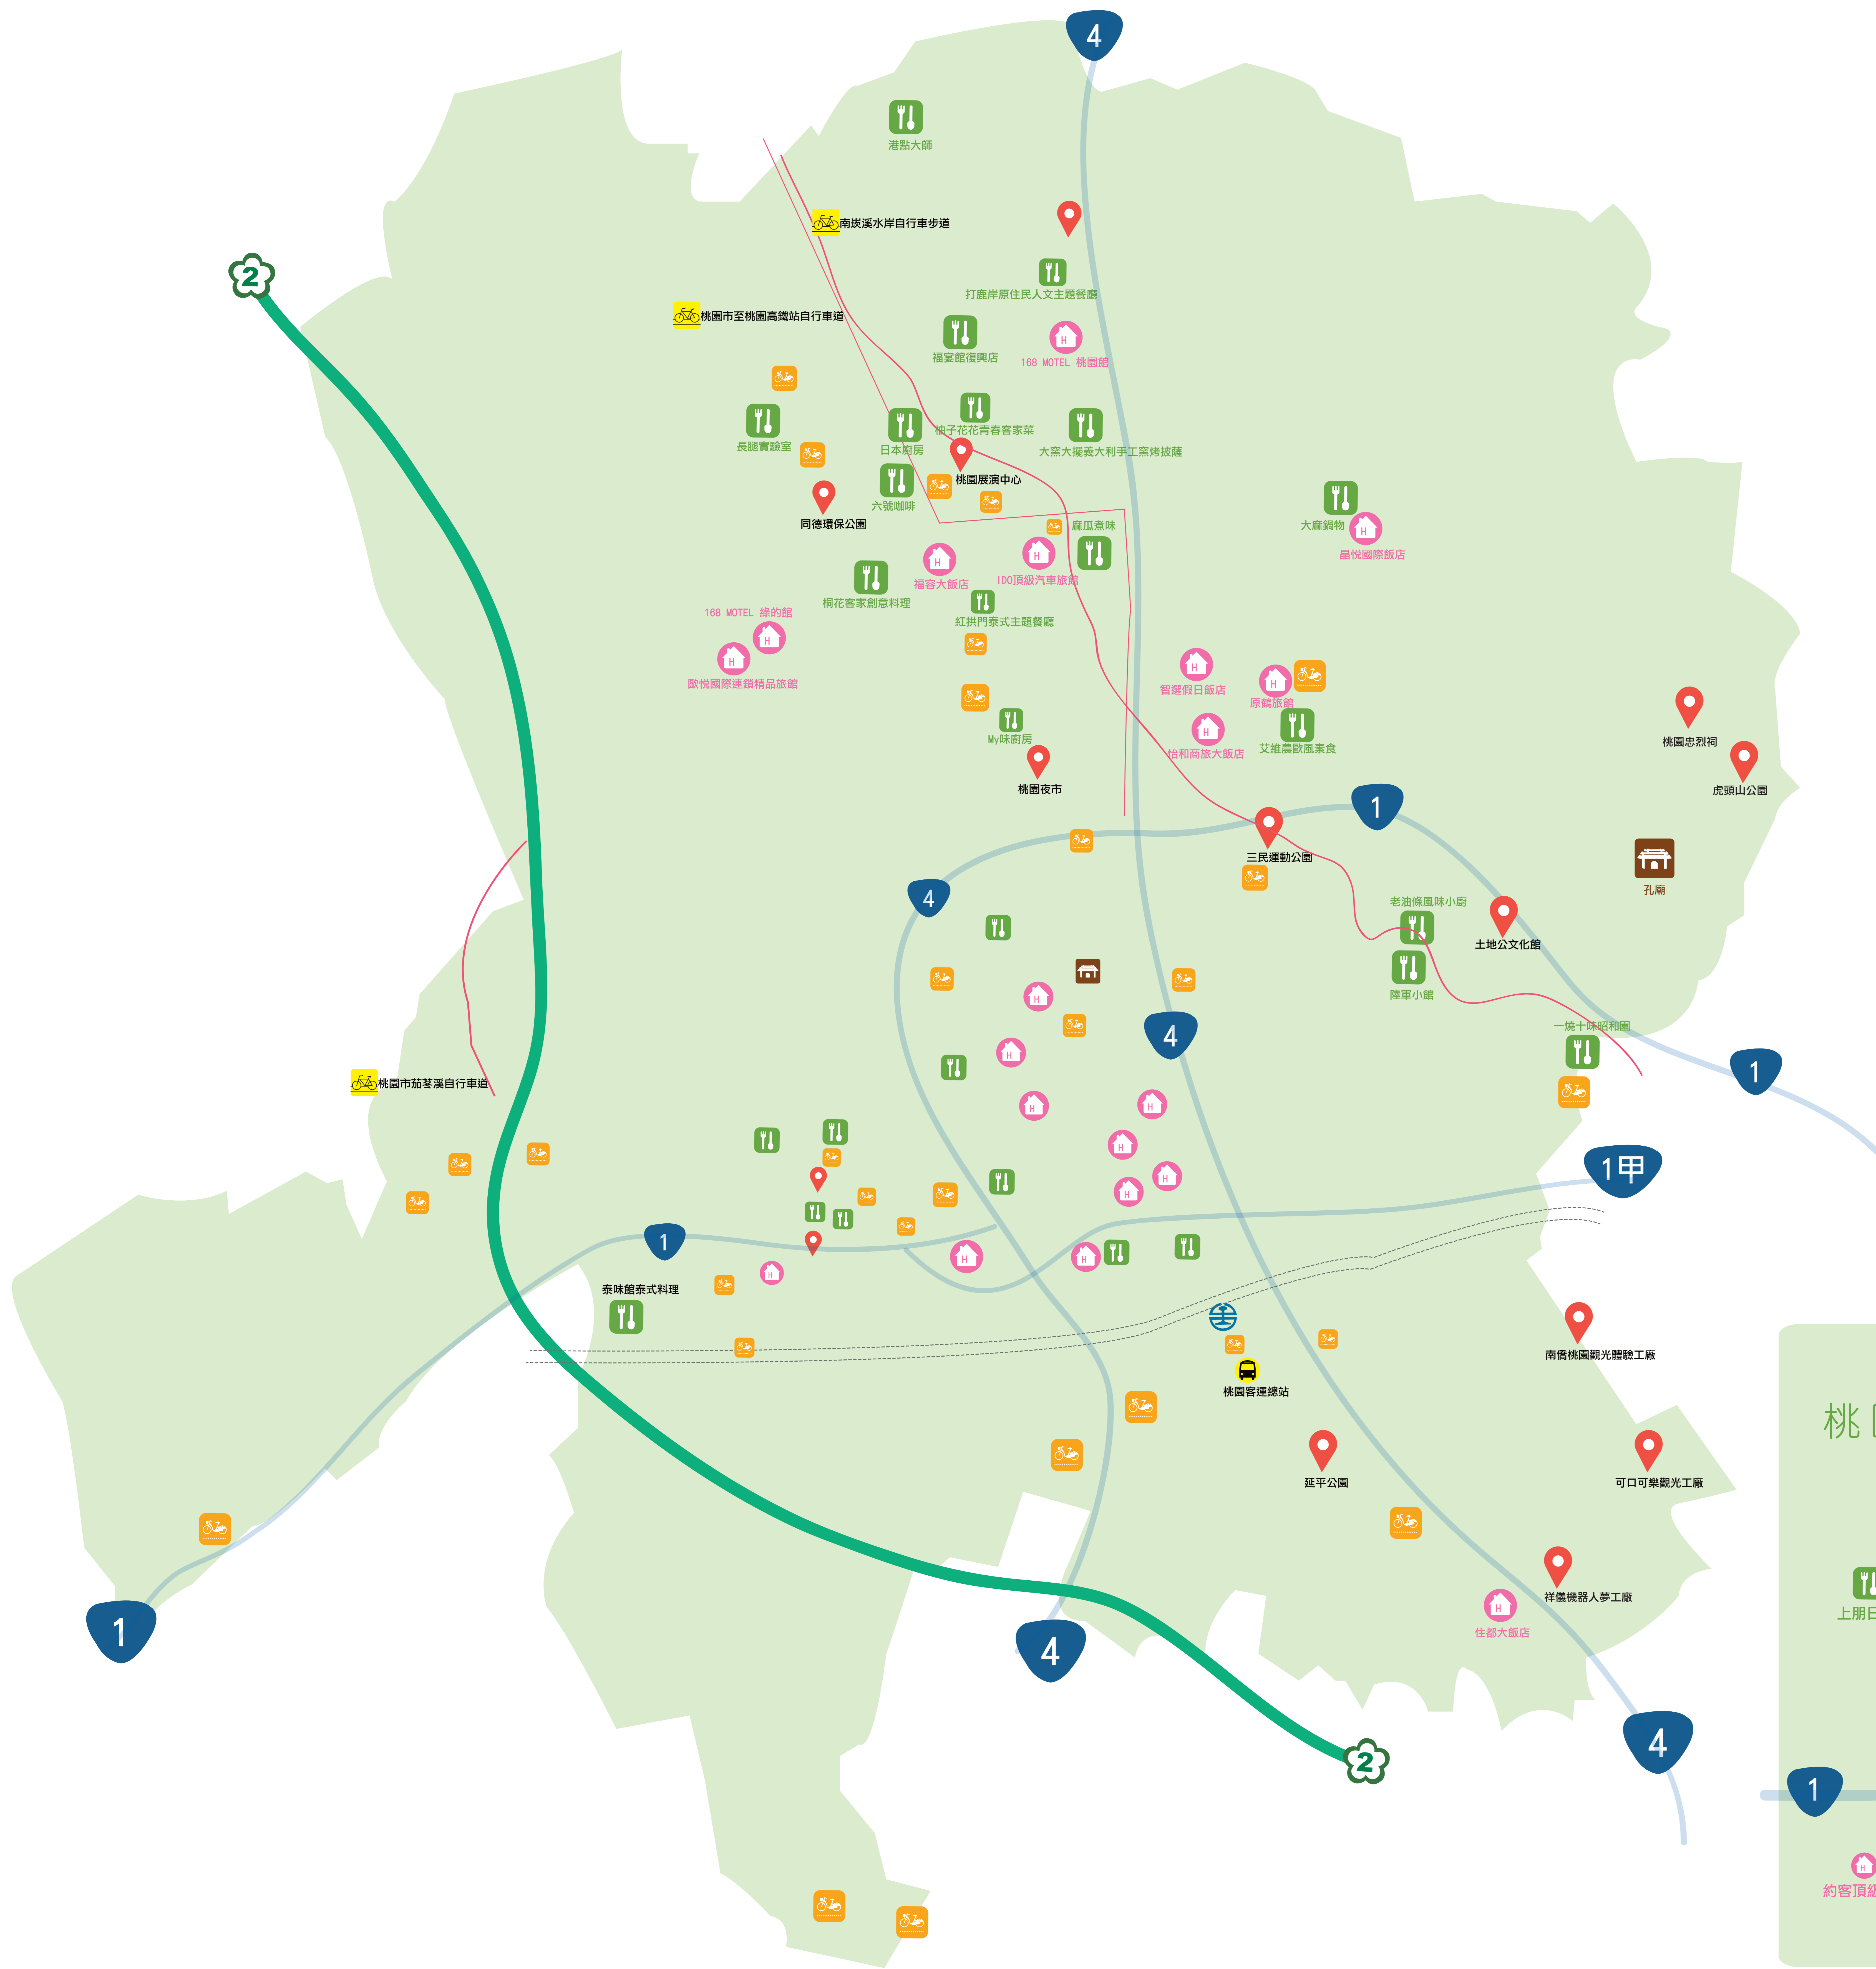 4
港點大師
南崁溪水岸自行車步道
2
打鹿岸原住民人文主題餐廳
桃園市至桃園高鐵站自行車道
福宴館復興店
168 MOTEL 桃園館
柚子花花青春客家菜
長腿實驗室
日本廚房
大窯大擺義大利手工窯烤披薩
桃園展演中心
六號咖啡
同德環保公園
麻瓜煮味
大麻鍋物
晶悦國際飯店
福容大飯店
IDO頂級汽車旅館
桐花客家創意料理
168 MOTEL 綠的館
紅拱門泰式主題餐廳
歐悦國際連鎖精品旅館
智選假日飯店
原鶴旅館
My味廚房
怡和商旅大飯店
艾維農歐風素食
桃園忠烈祠
桃園夜市
虎頭山公園
1
三民運動公園
孔廟
4
老油條風味小廚
土地公文化館
陸軍小館
一燒十味昭和園
4
1
桃園市茄苳溪自行車道
1甲
1
泰味館泰式料理
南僑桃園觀光體驗工廠
桃園客運總站
延平公園
可口可樂觀光工廠
桃
祥儀機器人夢工廠
上朋日
住都大飯店
1
4
4
2
1
約客頂級